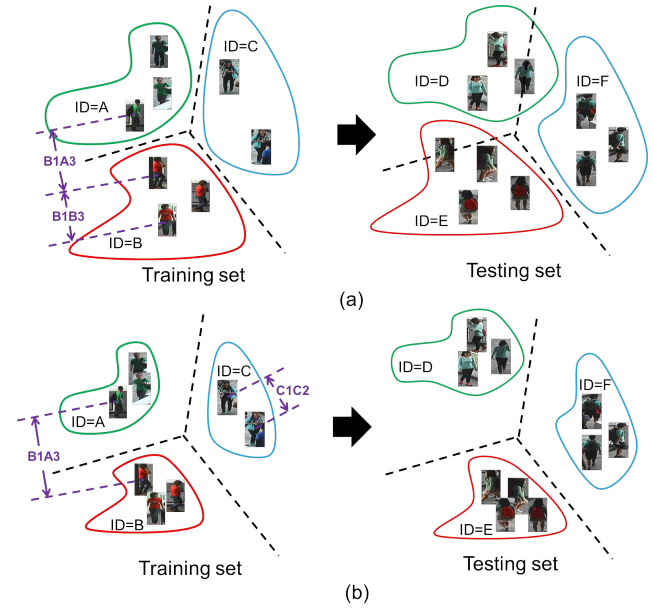 ID=C
ID=A
B1A3
B1B3
ID=B
Training set
ID=D
ID=F
ID=E
Testing set
(a)
ID=C
C1C2
ID=A
B1A3
ID=B
Training set
ID=D
ID=F
ID=E
Testing set
(b)